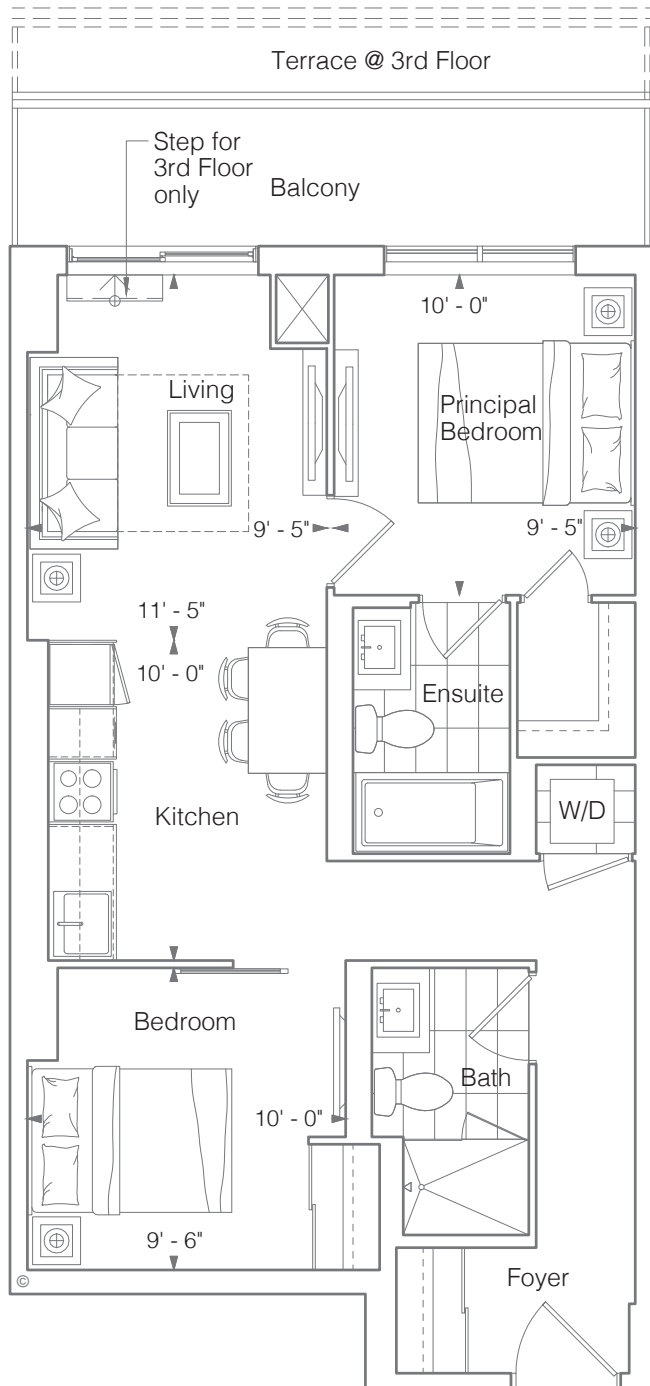 Terrace @ 3rd Floor
Step for
3rd Floor
only
Balcony
10' - 0"
Living
Principal
Bedroom
9' - 5"
9' - 5"
11' - 5"
10' - 0"
Ensuite
Kitchen
W/D
Bedroom
Bath
10' - 0"
9' - 6"
Foyer
©